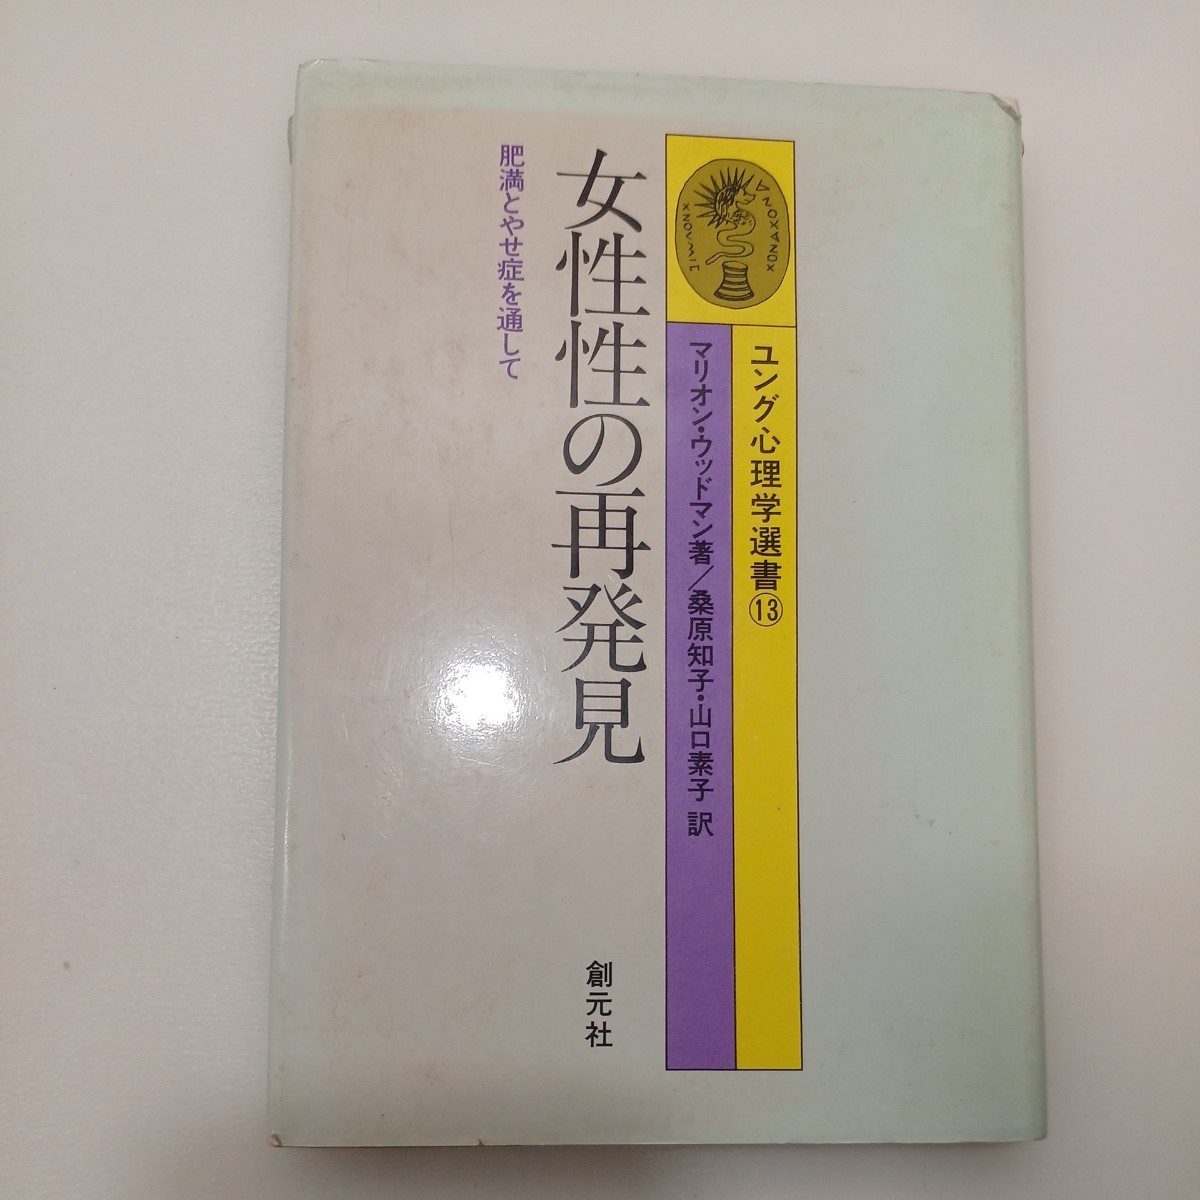 ユング心理学選書⑬
マリオン・ウッドマン著/桑原知子・山口素子 訳
女性性の再発見
肥満とやせ症を通して
創元社